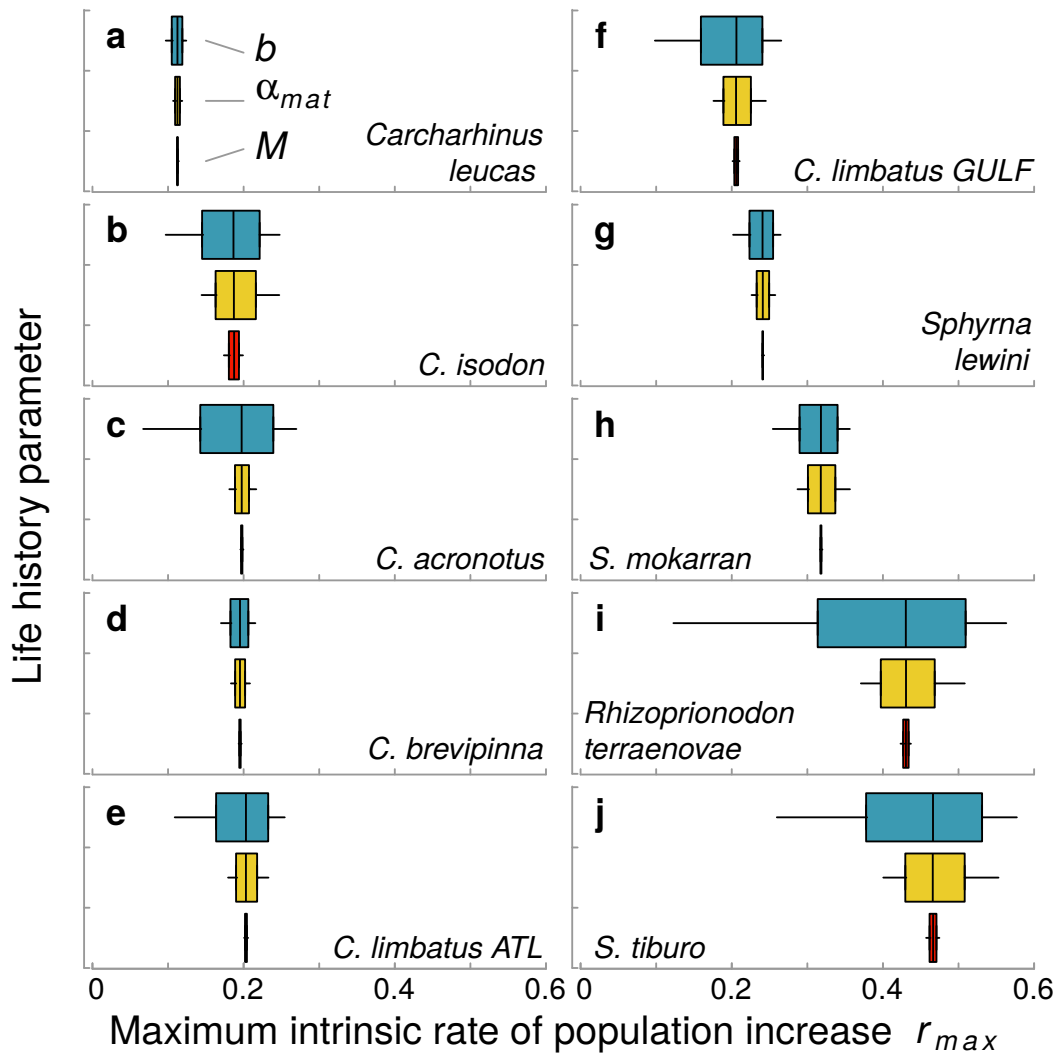 Life history parameter
a
b
αmat
M
Carcharhinus
leucas
b
C. isodon
c
C. acronotus
d
C. brevipinna
e
C. limbatus ATL
0 0.2 0.4 0.6
f
C. limbatus GULF
g
Sphyrna
lewini
h
S. mokarran
i
Rhizoprionodon
terraenovae
j
S. tiburo
0 0.2 0.4 0.6
Maximum intrinsic rate of population increase rmax